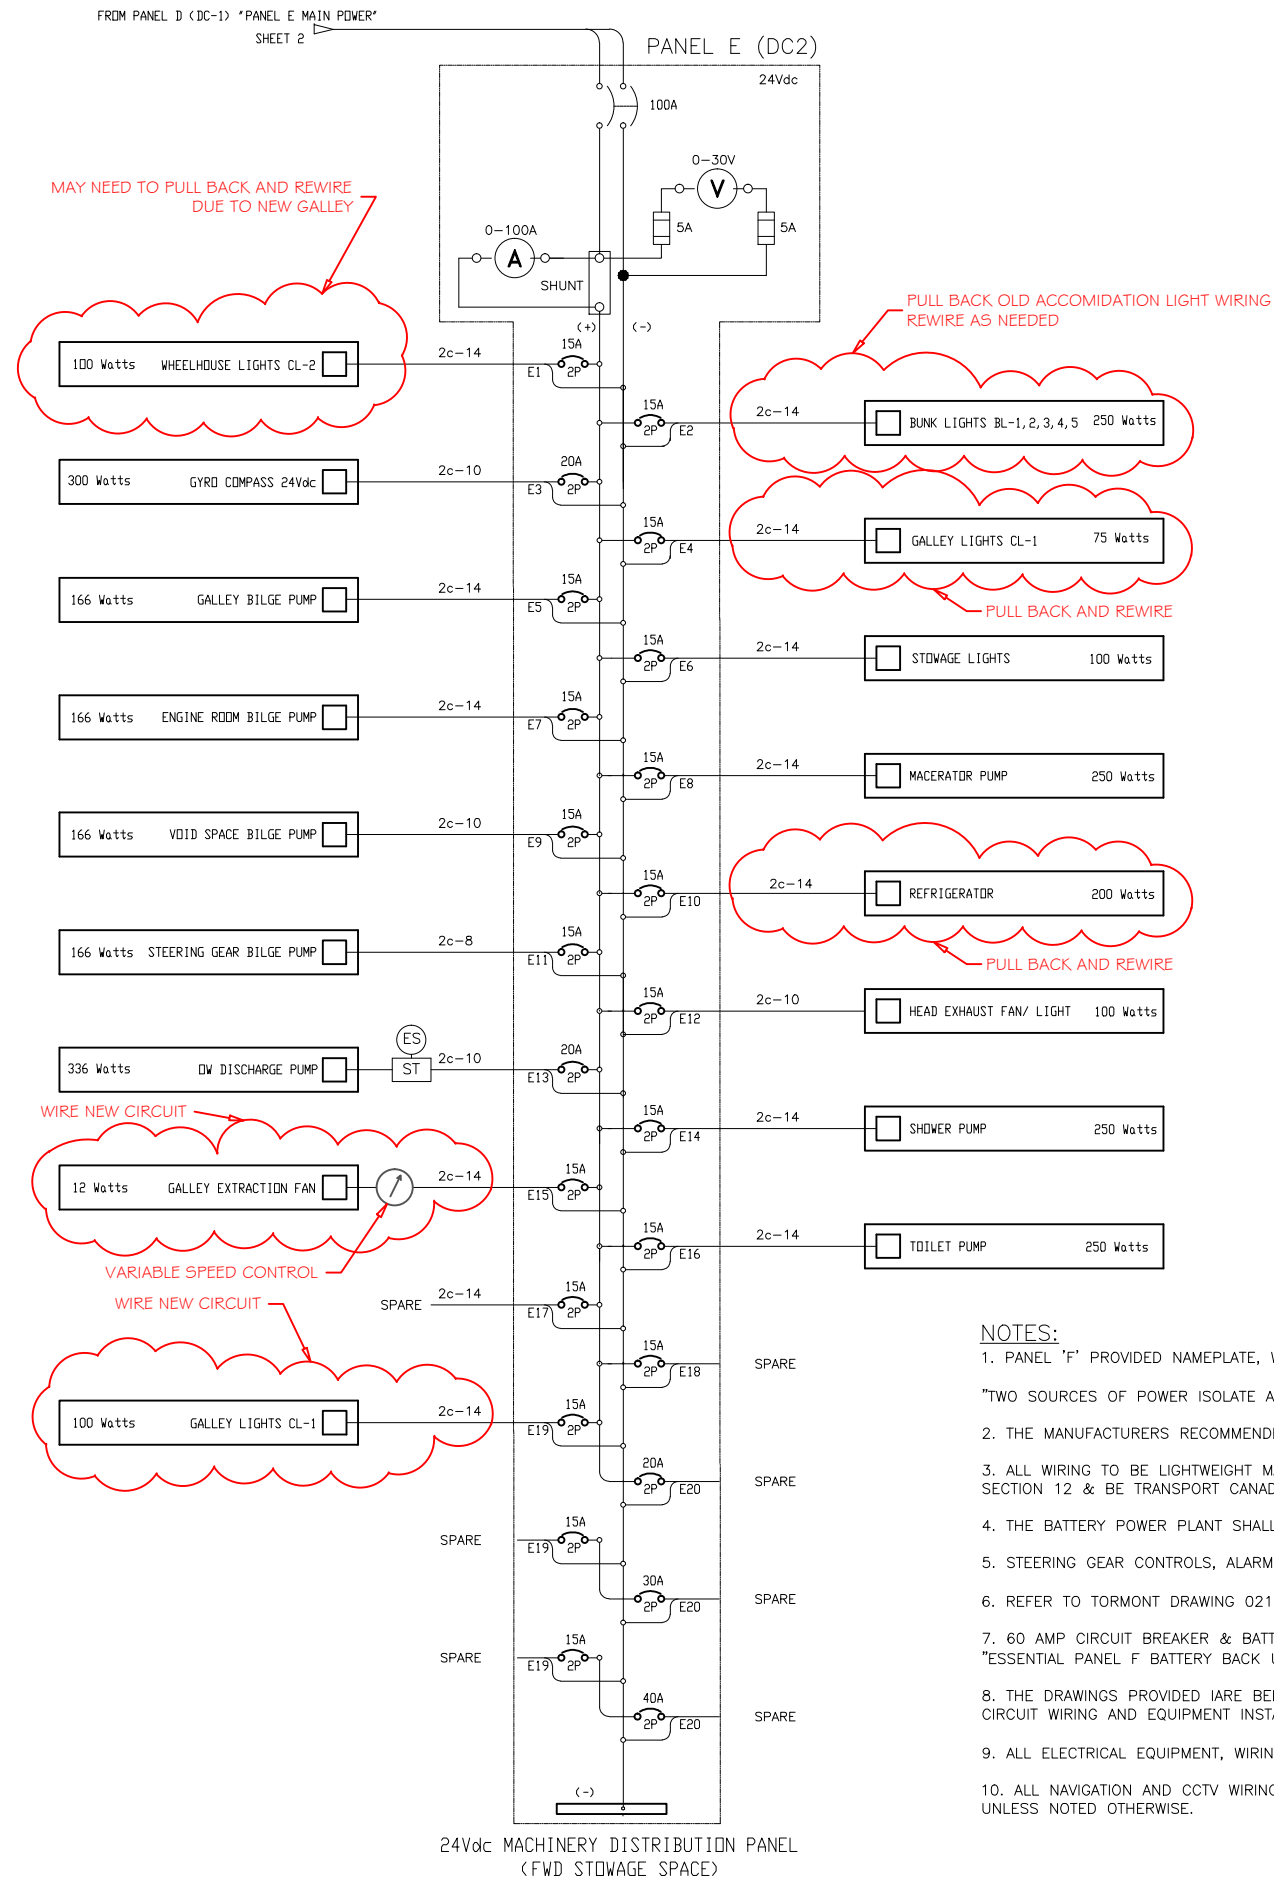 FROM PANEL D (DC-1) "PANEL E MAIN POWER"
SHEET 2
PANEL E (DC2)
24Vdc
100A
0-30V
V
5A
5A
0-100A
A
SHUNT
(+)
(-)
MAY NEED TO PULL BACK AND REWIRE
DUE TO NEW GALLEY
PULL BACK OLD ACCOMIDATION LIGHT WIRING
REWIRE AS NEEDED
100 Watts WHEELHOUSE LIGHTS CL-2 2c-14 E1 15A 2P
15A 2P E2 2c-14 BUNK LIGHTS BL-1,2,3,4,5 250 Watts
300 Watts GYRO COMPASS 24Vdc 2c-10 E3 20A 2P
15A 2P E4 2c-14 GALLEY LIGHTS CL-1 75 Watts
PULL BACK AND REWIRE
166 Watts GALLEY BILGE PUMP 2c-14 E5 15A 2P
15A 2P E6 2c-14 STOWAGE LIGHTS 100 Watts
166 Watts ENGINE ROOM BILGE PUMP 2c-14 E7 15A 2P
15A 2P E8 2c-14 MACERATOR PUMP 250 Watts
166 Watts VOID SPACE BILGE PUMP 2c-10 E9 15A 2P
15A 2P E10 2c-14 REFRIGERATOR 200 Watts
PULL BACK AND REWIRE
166 Watts STEERING GEAR BILGE PUMP 2c-8 E11 15A 2P
15A 2P E12 2c-10 HEAD EXHAUST FAN/ LIGHT 100 Watts
336 Watts OW DISCHARGE PUMP ES ST 2c-10 E13 20A 2P
WIRE NEW CIRCUIT
15A 2P E14 2c-14 SHOWER PUMP 250 Watts
12 Watts GALLEY EXTRACTION FAN 2c-14 E15 15A 2P
VARIABLE SPEED CONTROL
15A 2P E16 2c-14 TOILET PUMP 250 Watts
WIRE NEW CIRCUIT
SPARE 2c-14 E17 15A 2P
15A 2P E18 SPARE
100 Watts GALLEY LIGHTS CL-1 2c-14 E19 15A 2P
20A 2P E20 SPARE
SPARE E19 15A 2P
30A 2P E20 SPARE
SPARE E19 15A 2P
40A 2P E20 SPARE
(-)
24Vdc MACHINERY DISTRIBUTION PANEL
(FWD STOWAGE SPACE)
NOTES:
1. PANEL 'F' PROVIDED NAMEPLATE,
"TWO SOURCES OF POWER ISOLATE
2. THE MANUFACTURERS
3. ALL WIRING TO BE LIGHTWEIGHT
SECTION 12 & BE TRANSPORT
4. THE BATTERY POWER PLANT
5. STEERING GEAR CONTROLS,
6. REFER TO TORMONT DRAWING 021
7. 60 AMP CIRCUIT BREAKER &
"ESSENTIAL PANEL F BATTERY BACK
8. THE DRAWINGS PROVIDED IARE
CIRCUIT WIRING AND EQUIPMENT
9. ALL ELECTRICAL EQUIPMENT,
10. ALL NAVIGATION AND CCTV
UNLESS NOTED OTHERWISE.